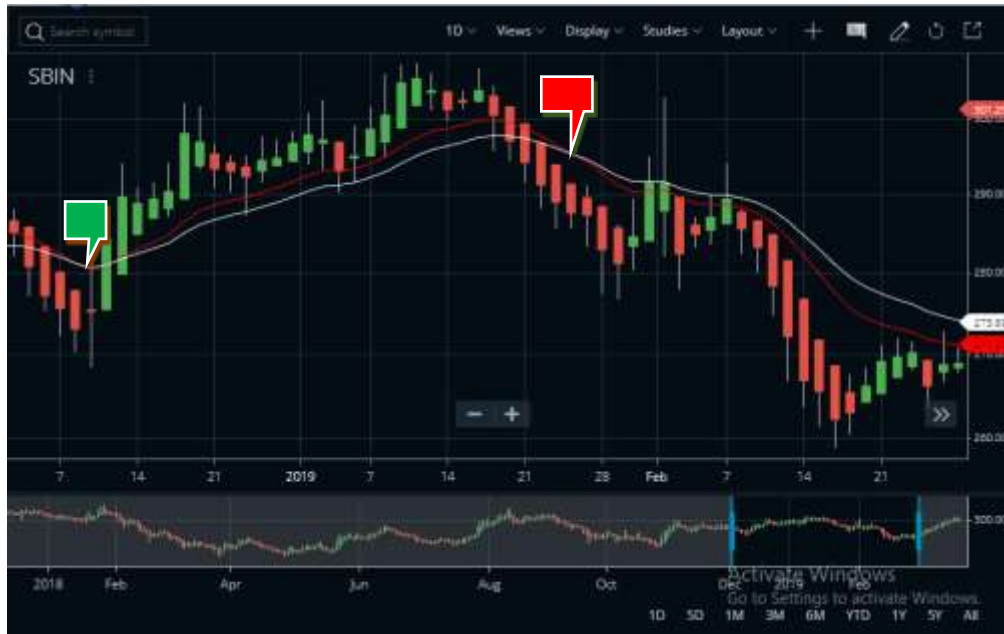 Search symbol
1D Views Display Studies Layout
SBIN
301.25
290.00
280.00
260.00
7 14 21 2019 7 14 21 28 Feb 7 14 21
300.00
2018 Feb Apr Jun Aug Oct Dec 2019 Feb
Activate Windows
Go to Settings to activate Windows.
1D 5D 1M 3M 6M YTD 1Y 5Y All